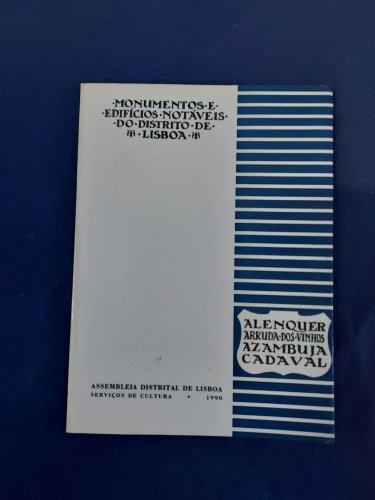 ·MONUMENTOS·E·
·EDIFÍCIOS·NOTÁVEIS·
·DO·DISTRITO·DE·
·LISBOA·
ALENQUER
ARRUDA·DOS·VINHOS
AZAMBUJA
CADAVAL
ASSEMBLEIA DISTRITAL DE LISBOA
SERVIÇOS DE CULTURA • 1990